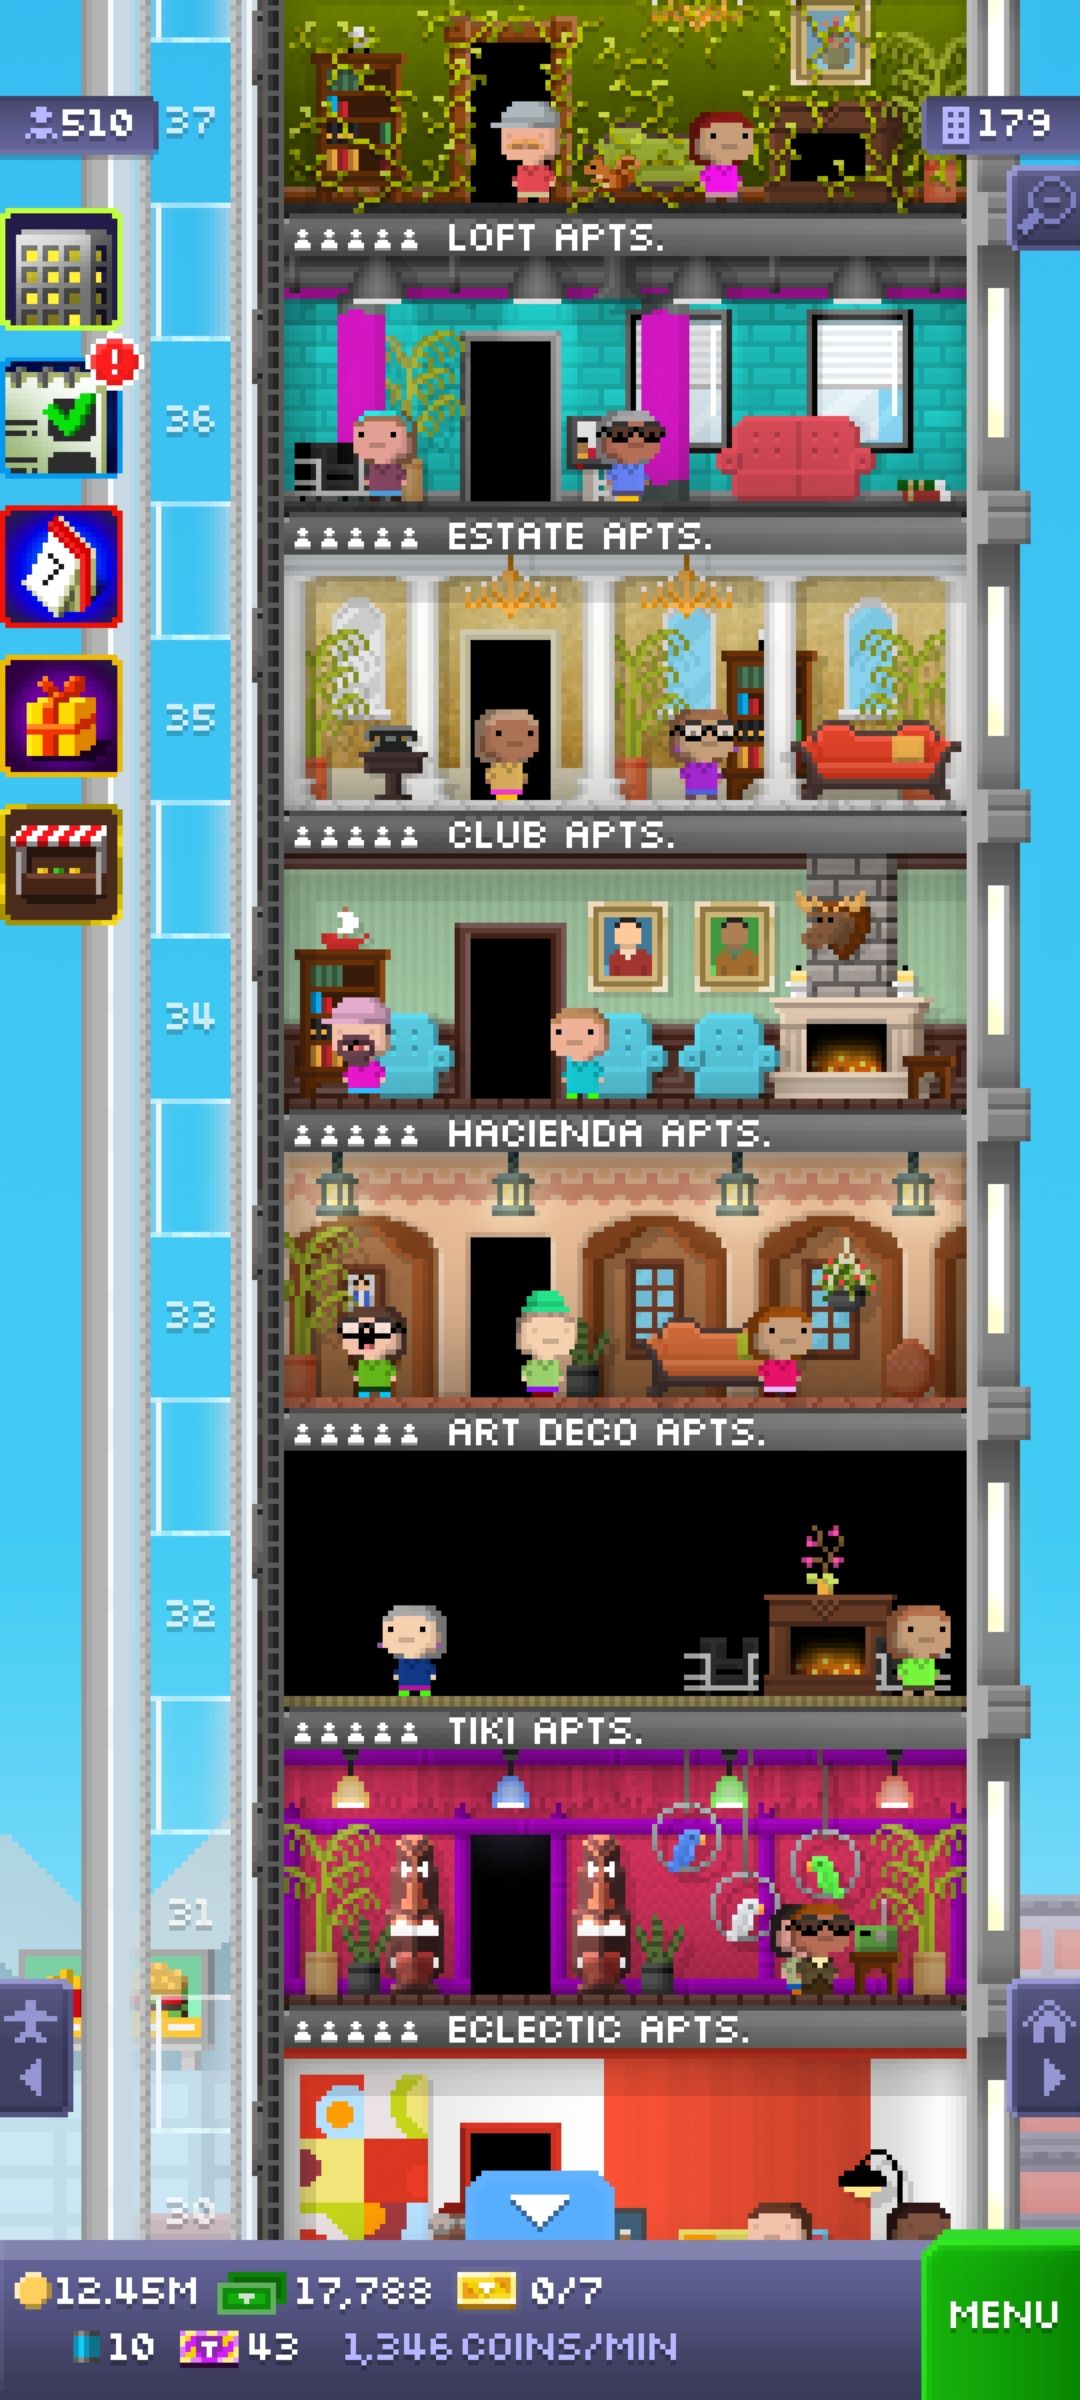 510
37
179
LOFT APTS.
36
ESTATE APTS.
35
CLUB APTS.
34
HACIENDA APTS.
33
ART DECO APTS.
32
TIKI APTS.
31
ECLECTIC APTS.
30
12.45M 17,788 0/7
10 43 1,346 COINS/MIN
MENU